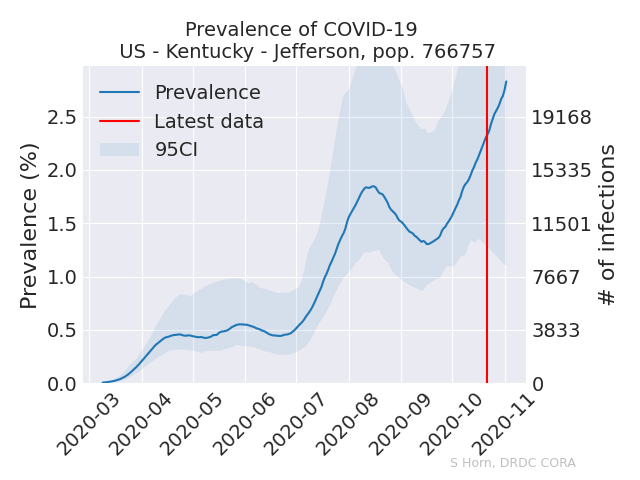 Prevalence of COVID-19
US - Kentucky - Jefferson, pop. 766757
Prevalence
Latest data
95CI
Prevalence (%)
2.5
2.0
1.5
1.0
0.5
0.0
19168
15335
11501
7667
3833
0
# of infections
2020-03
2020-04
2020-05
2020-06
2020-07
2020-08
2020-09
2020-10
2020-11
S Horn, DRDC CORA